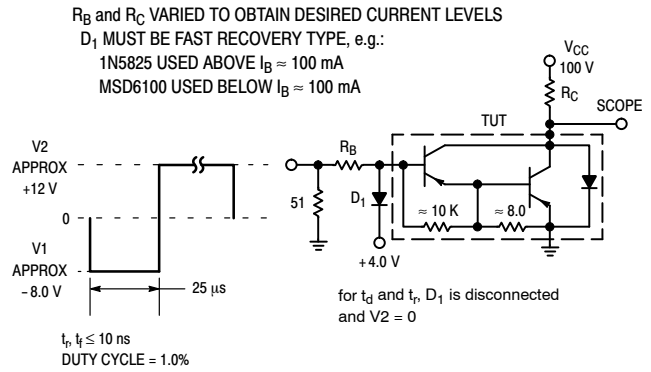 R_B and R_C VARIED TO OBTAIN DESIRED CURRENT LEVELS
D_1 MUST BE FAST RECOVERY TYPE, e.g.:
1N5825 USED ABOVE I_B ≈ 100 mA
MSD6100 USED BELOW I_B ≈ 100 mA
V_CC
100 V
R_C
SCOPE
TUT
V2
APPROX
+12 V
0
V1
APPROX
-8.0 V
25 μs
t_r, t_f ≤ 10 ns
DUTY CYCLE = 1.0%
R_B
51
D_1
+4.0 V
≈ 10 K
≈ 8.0
for t_d and t_r, D_1 is disconnected
and V2 = 0